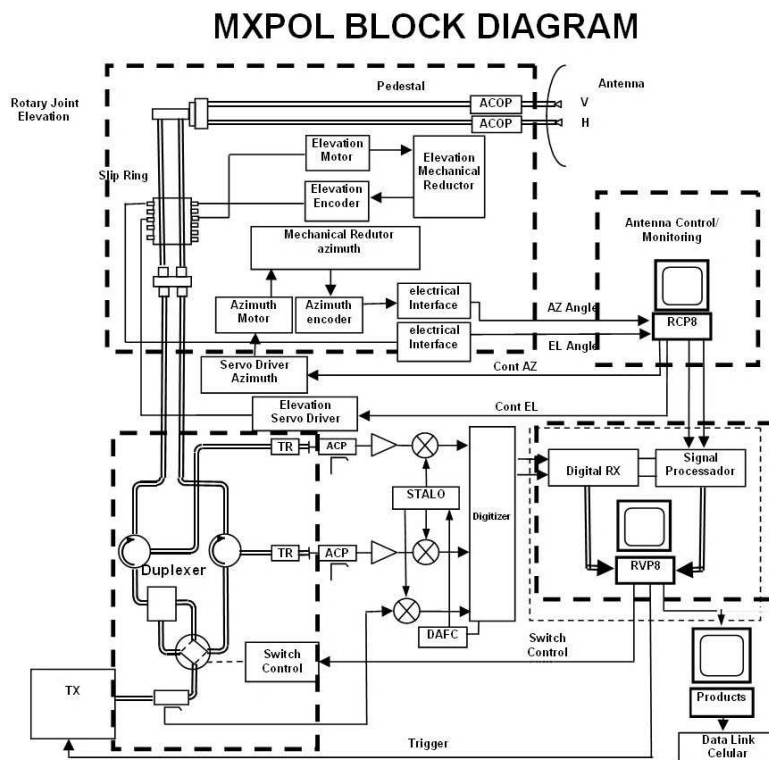 MXPOL BLOCK DIAGRAM
Rotary Joint
Elevation
Pedestal
Antenna
ACOP
V
ACOP
H
Slip Ring
Elevation
Motor
Elevation
Mechanical
Reductor
Elevation
Encoder
Mechanical Redutor
azimuth
Azimuth
Motor
Azimuth
encoder
electrical
Interface
electrical
Interface
Antenna Control/
Monitoring
RCP8
AZ Angle
EL Angle
Servo Driver
Azimuth
Cont AZ
Elevation
Servo Driver
Cont EL
TR
ACP
STALO
Digitizer
Digital RX
Signal
Processador
TR
ACP
RVP8
Duplexer
DAFC
Switch
Control
Switch
Control
TX
Products
Trigger
Data Link
Celular